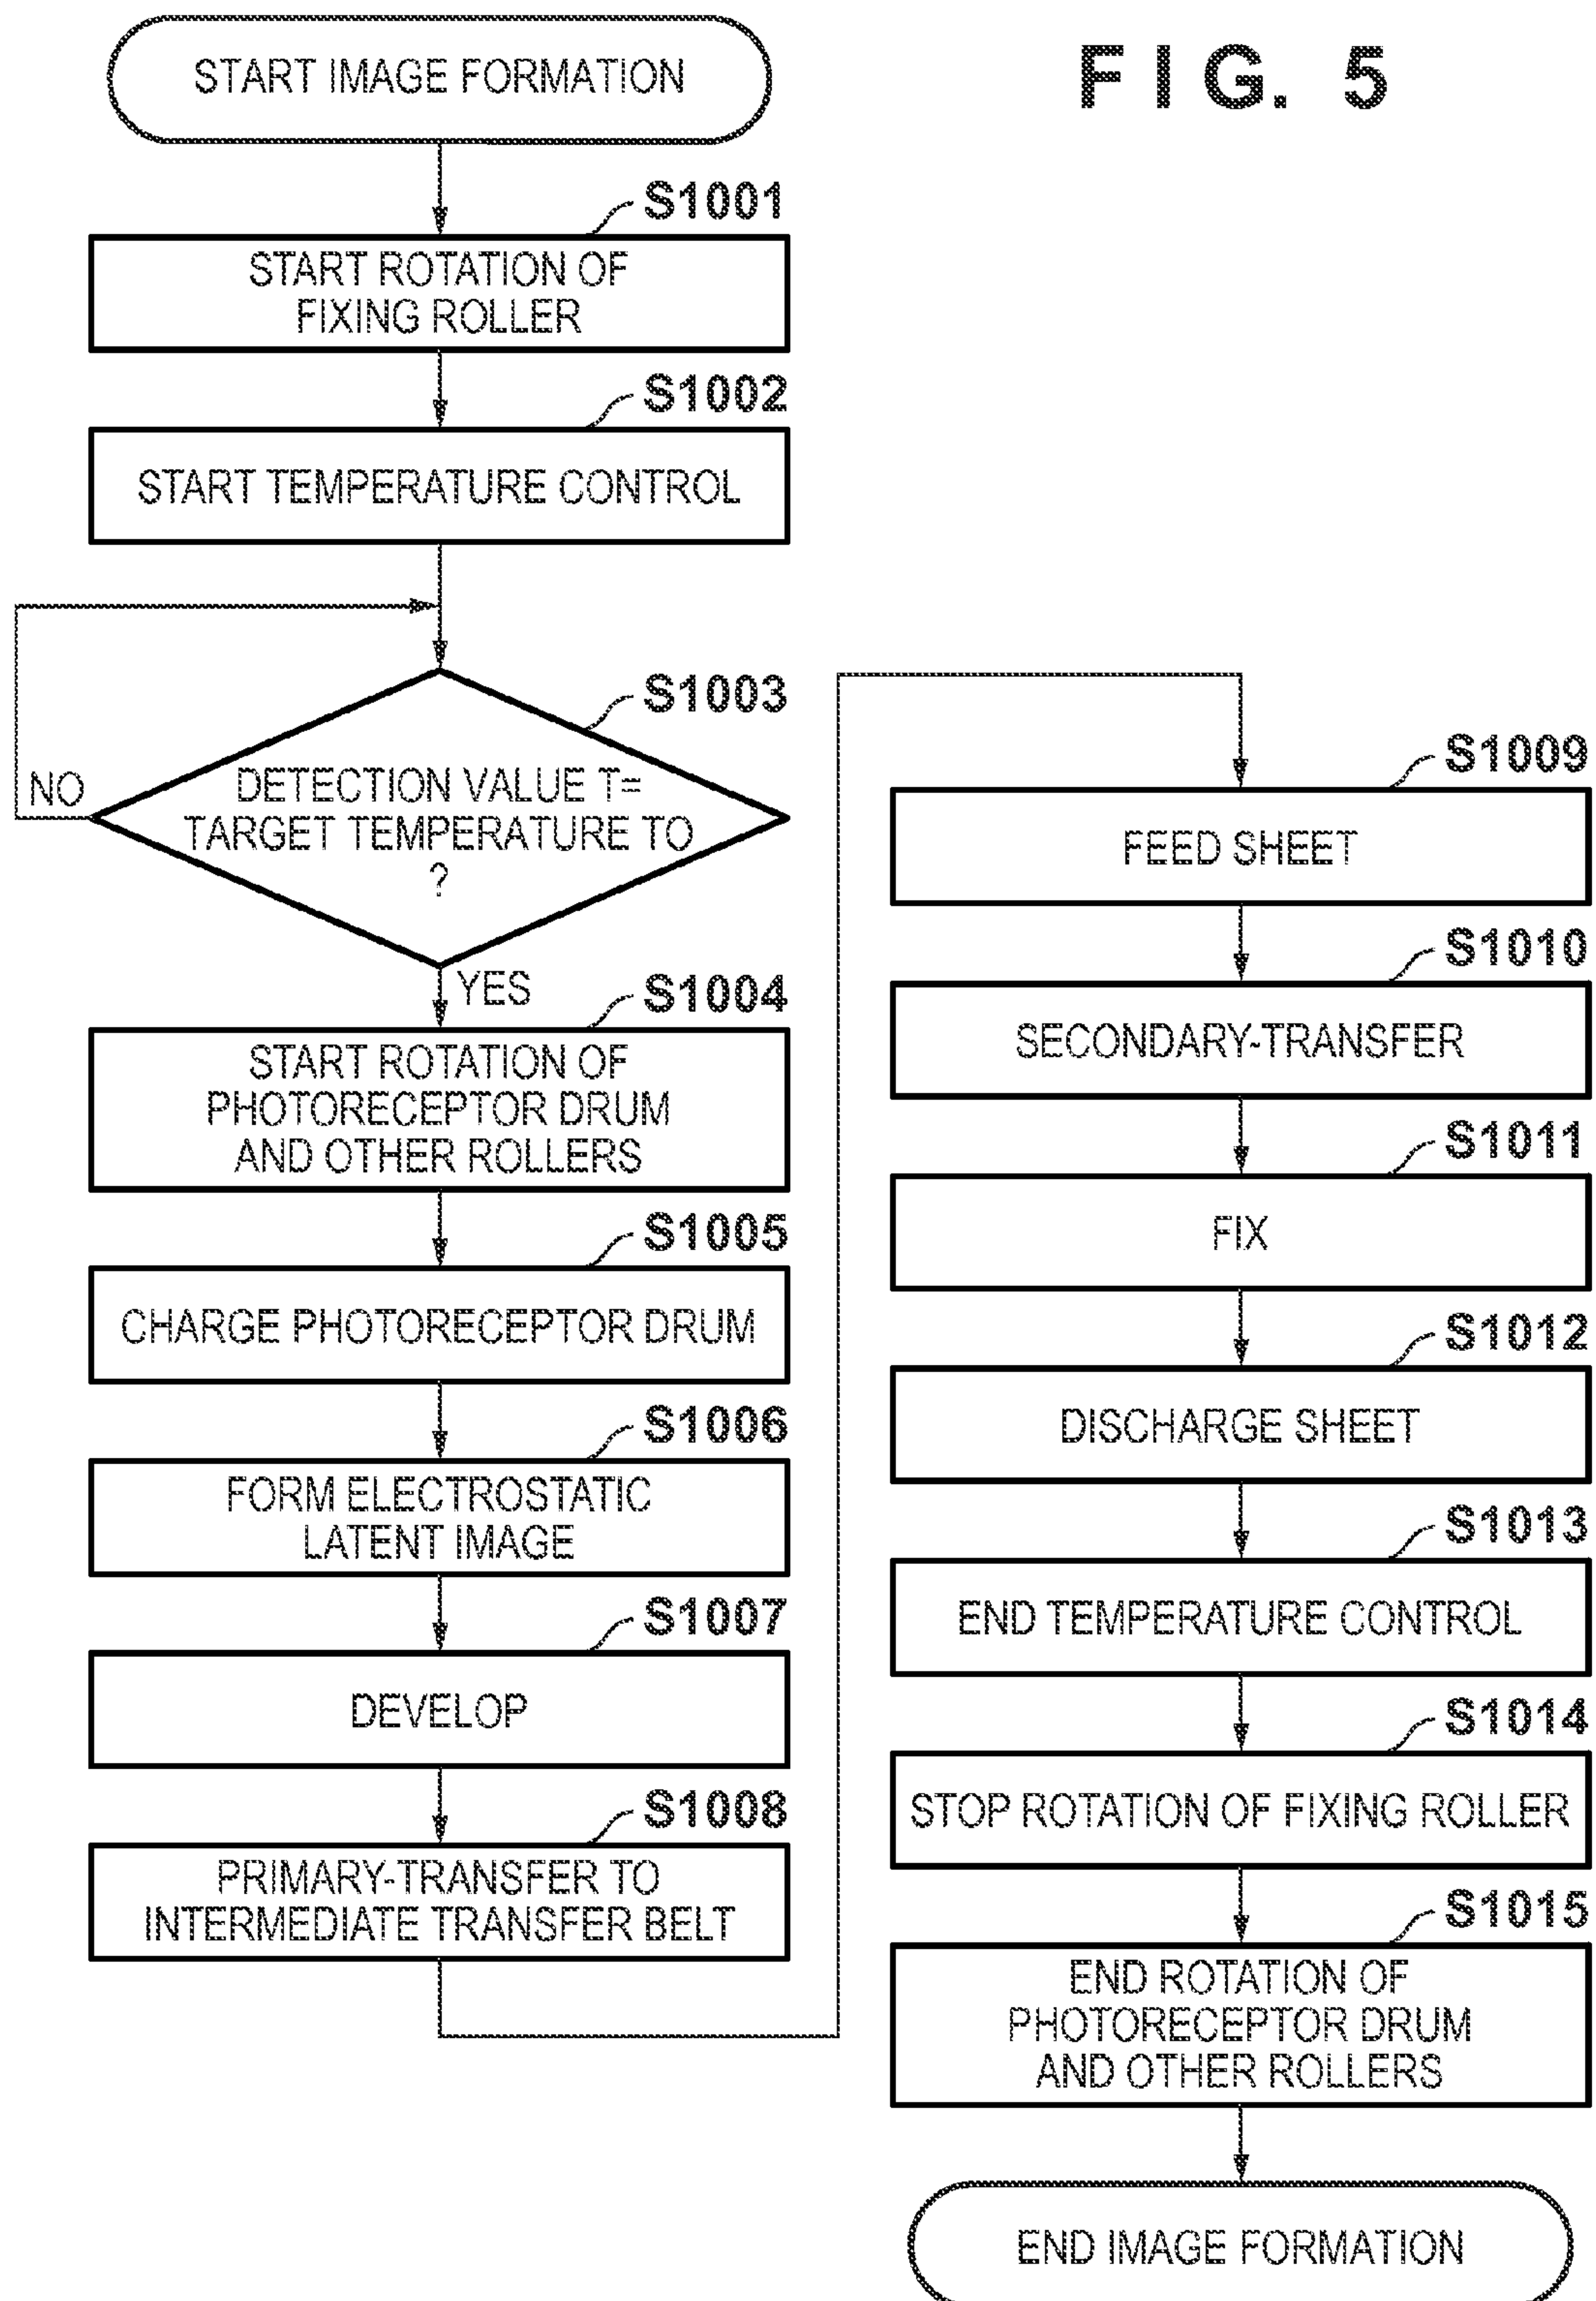 FIG. 5
START IMAGE FORMATION
S1001
START ROTATION OF
FIXING ROLLER
S1002
START TEMPERATURE CONTROL
S1003
DETECTION VALUE T=
TARGET TEMPERATURE TO
?
NO
YES
S1004
START ROTATION OF
PHOTORECEPTOR DRUM
AND OTHER ROLLERS
S1005
CHARGE PHOTORECEPTOR DRUM
S1006
FORM ELECTROSTATIC
LATENT IMAGE
S1007
DEVELOP
S1008
PRIMARY-TRANSFER TO
INTERMEDIATE TRANSFER BELT
S1009
FEED SHEET
S1010
SECONDARY-TRANSFER
S1011
FIX
S1012
DISCHARGE SHEET
S1013
END TEMPERATURE CONTROL
S1014
STOP ROTATION OF FIXING ROLLER
S1015
END ROTATION OF
PHOTORECEPTOR DRUM
AND OTHER ROLLERS
END IMAGE FORMATION